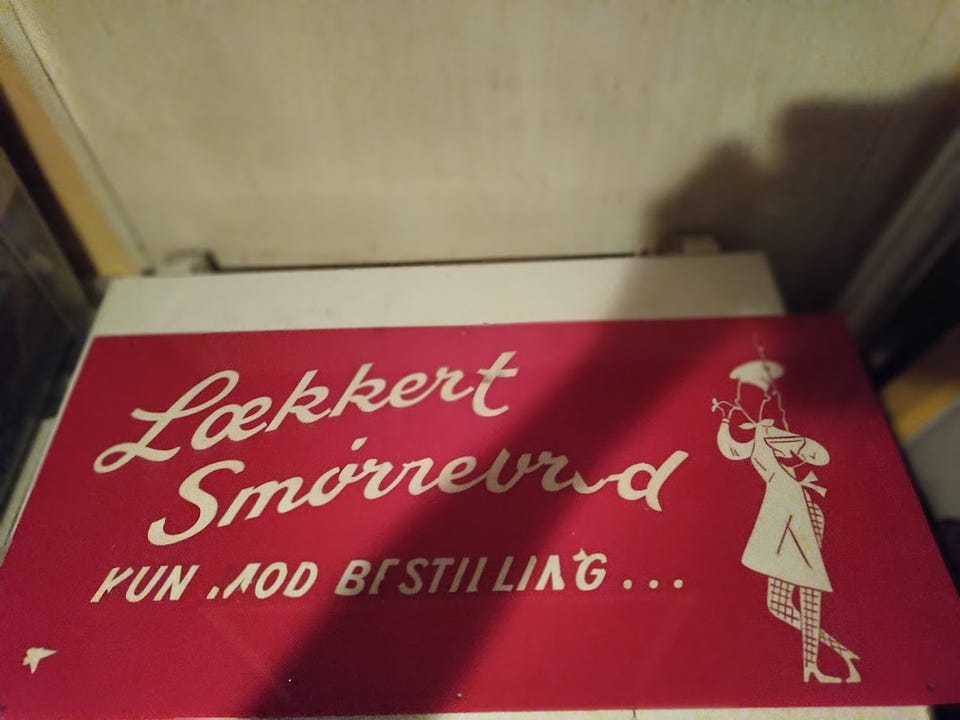 Lækkert
Smørrebrød
KUN MOD BESTILLING...